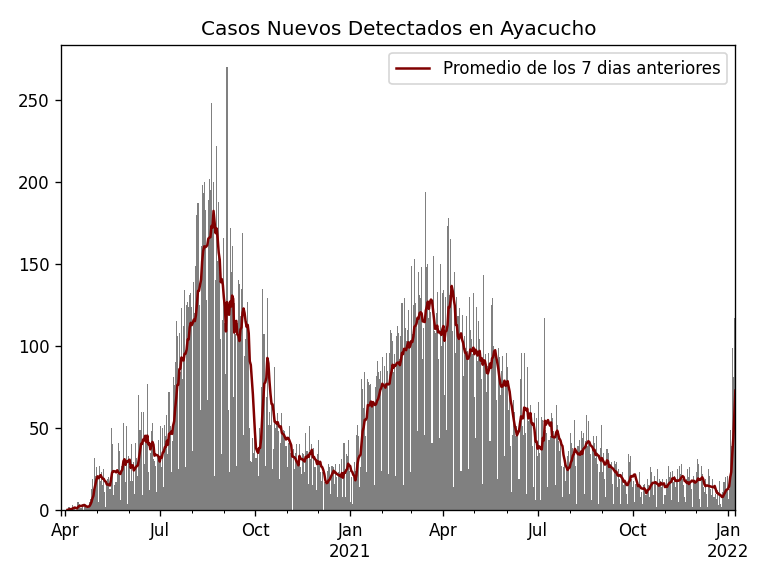 Casos Nuevos Detectados en Ayacucho
Promedio de los 7 dias anteriores
250
200
150
100
50
0
Apr Jul Oct Jan Apr Jul Oct Jan
2021 2022